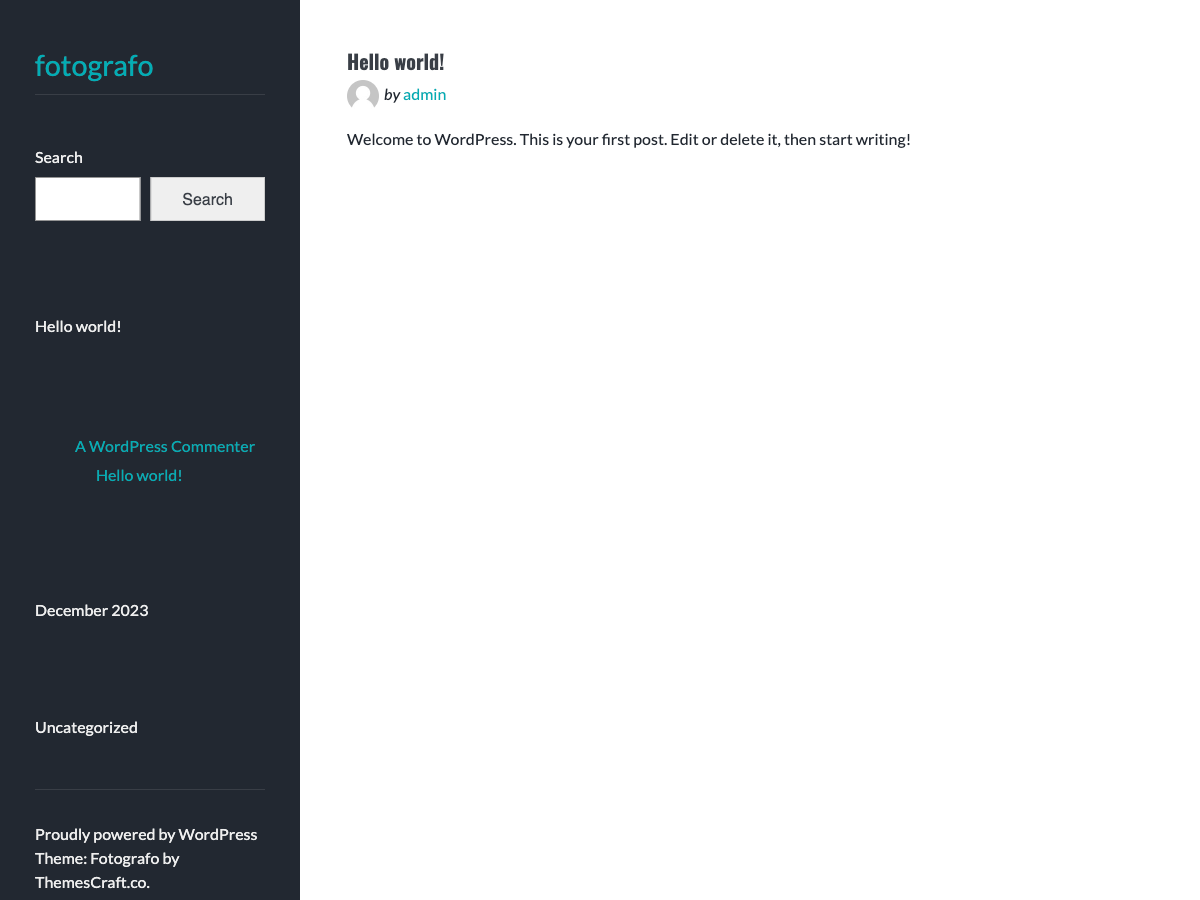 fotografo
Search
Search
Hello world!
A WordPress Commenter
Hello world!
December 2023
Uncategorized
Proudly powered by WordPress
Theme: Fotografo by
ThemesCraft.co.
Hello world!
by admin
Welcome to WordPress. This is your first post. Edit or delete it, then start writing!